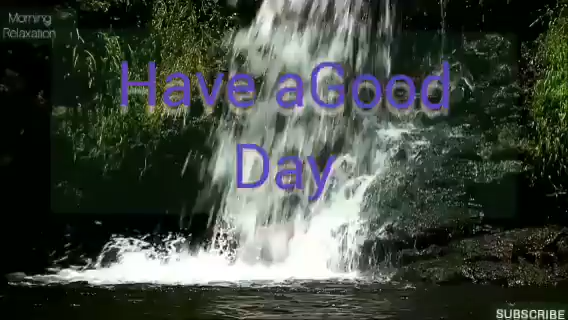 Morning
Relaxation
Have aGood
Day
SUBSCRIBE